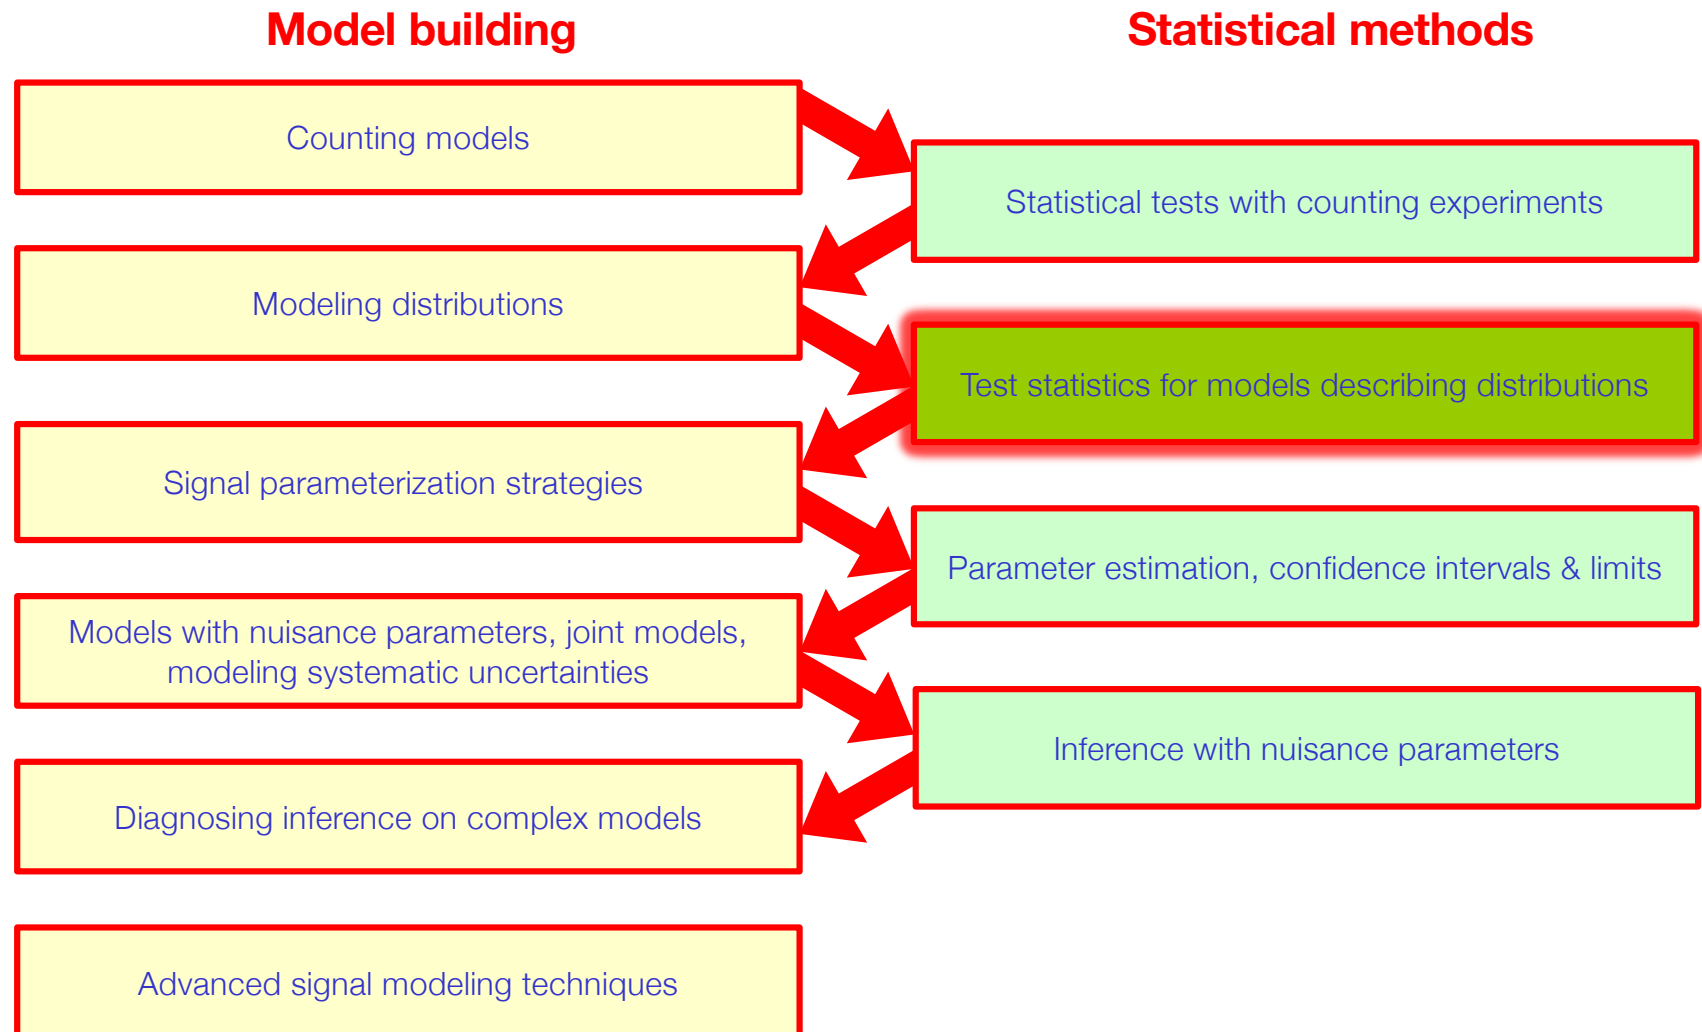 Model building
Statistical methods
Counting models
Statistical tests with counting experiments
Modeling distributions
Test statistics for models describing distributions
Signal parameterization strategies
Parameter estimation, confidence intervals & limits
Models with nuisance parameters, joint models,
modeling systematic uncertainties
Inference with nuisance parameters
Diagnosing inference on complex models
Advanced signal modeling techniques